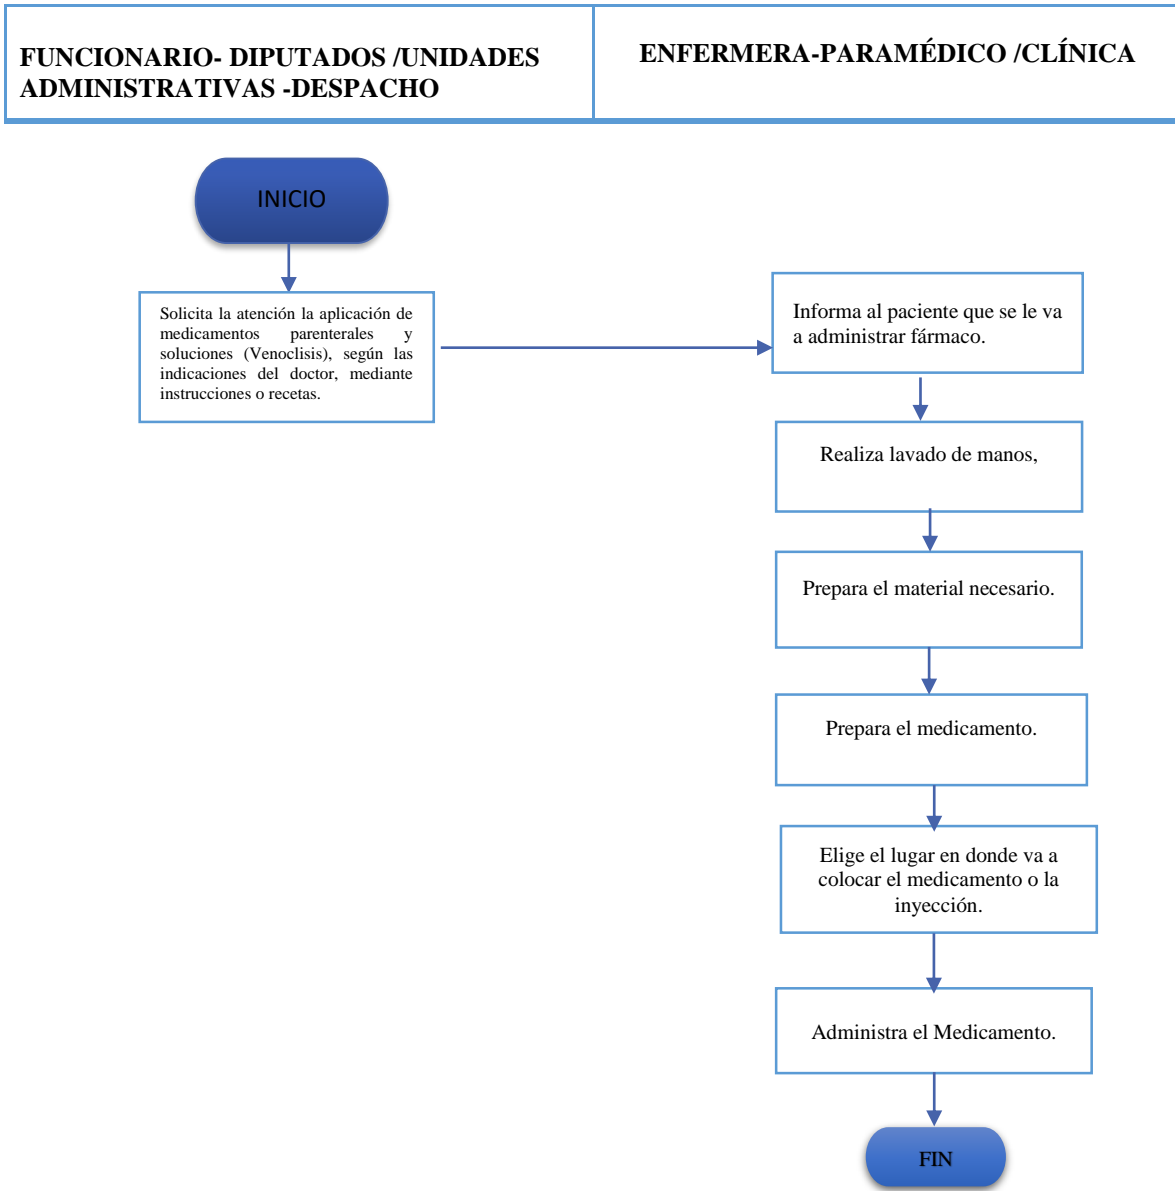 FUNCIONARIO- DIPUTADOS /UNIDADES
ADMINISTRATIVAS -DESPACHO
ENFERMERA-PARAMÉDICO /CLÍNICA
INICIO
Solicita la atención la aplicación de
medicamentos parenterales y
soluciones (Venoclisis), según las
indicaciones del doctor, mediante
instrucciones o recetas.
Informa al paciente que se le va
a administrar fármaco.
Realiza lavado de manos,
Prepara el material necesario.
Prepara el medicamento.
Elige el lugar en donde va a
colocar el medicamento o la
inyección.
Administra el Medicamento.
FIN